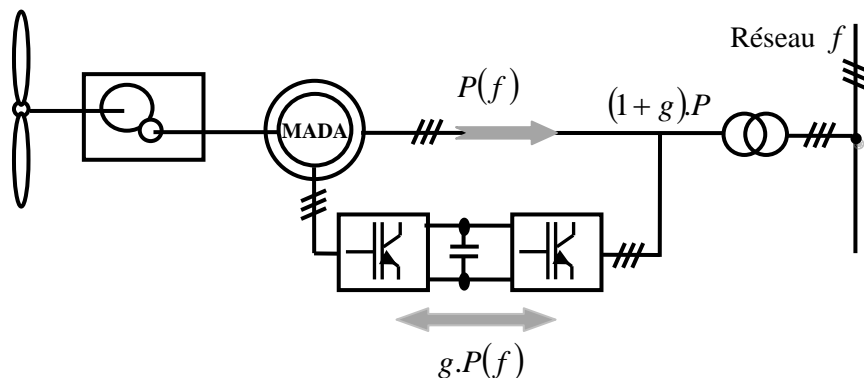 Réseau f
P(f)
(1 + g).P
MADA
g.P(f)